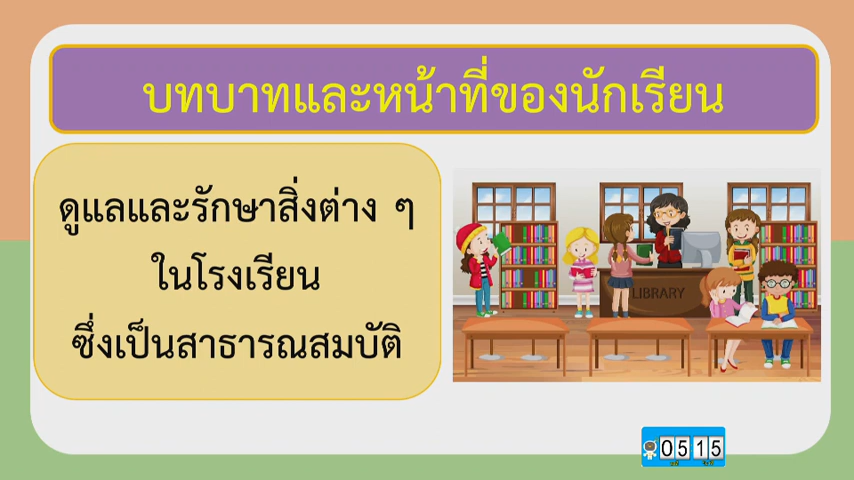 บทบาทและหน้าที่ของนักเรียน
ดูแลและรักษาสิ่งต่าง ๆ
ในโรงเรียน
ซึ่งเป็นสาธารณสมบัติ
LIBRARY
05 15